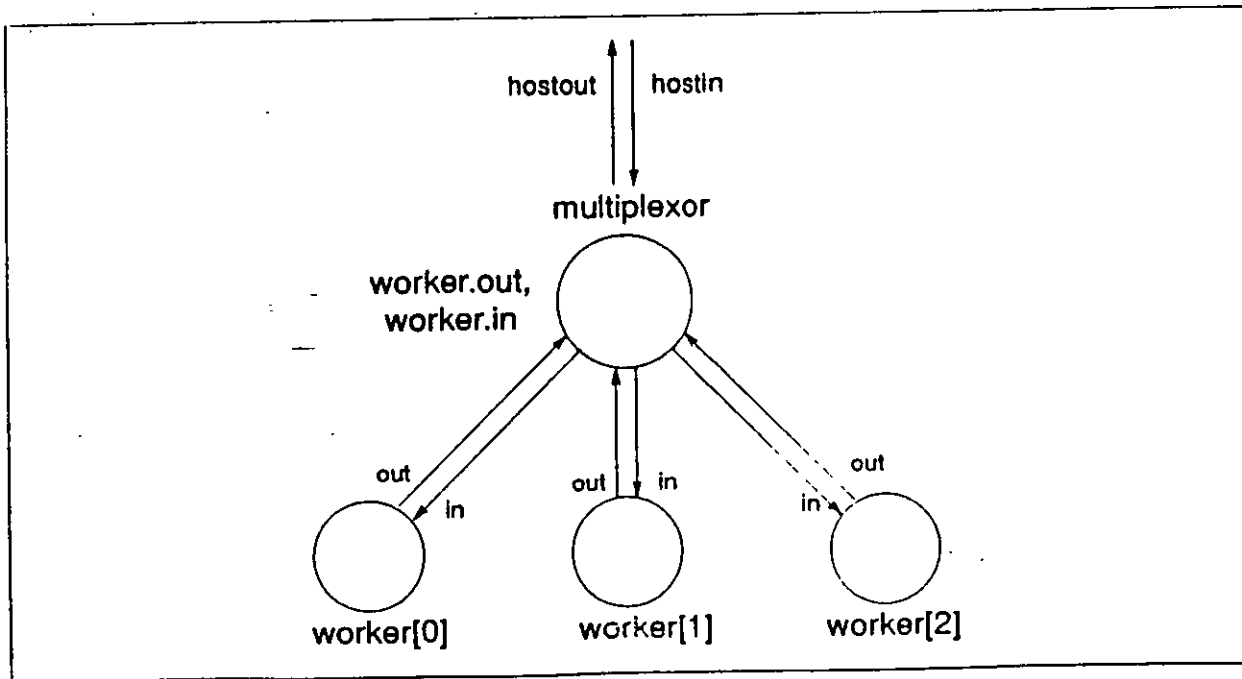 hostout hostin
multiplexor
worker.out,
worker.in
out
in
out
in
out
in
worker[0]
worker[1]
worker[2]